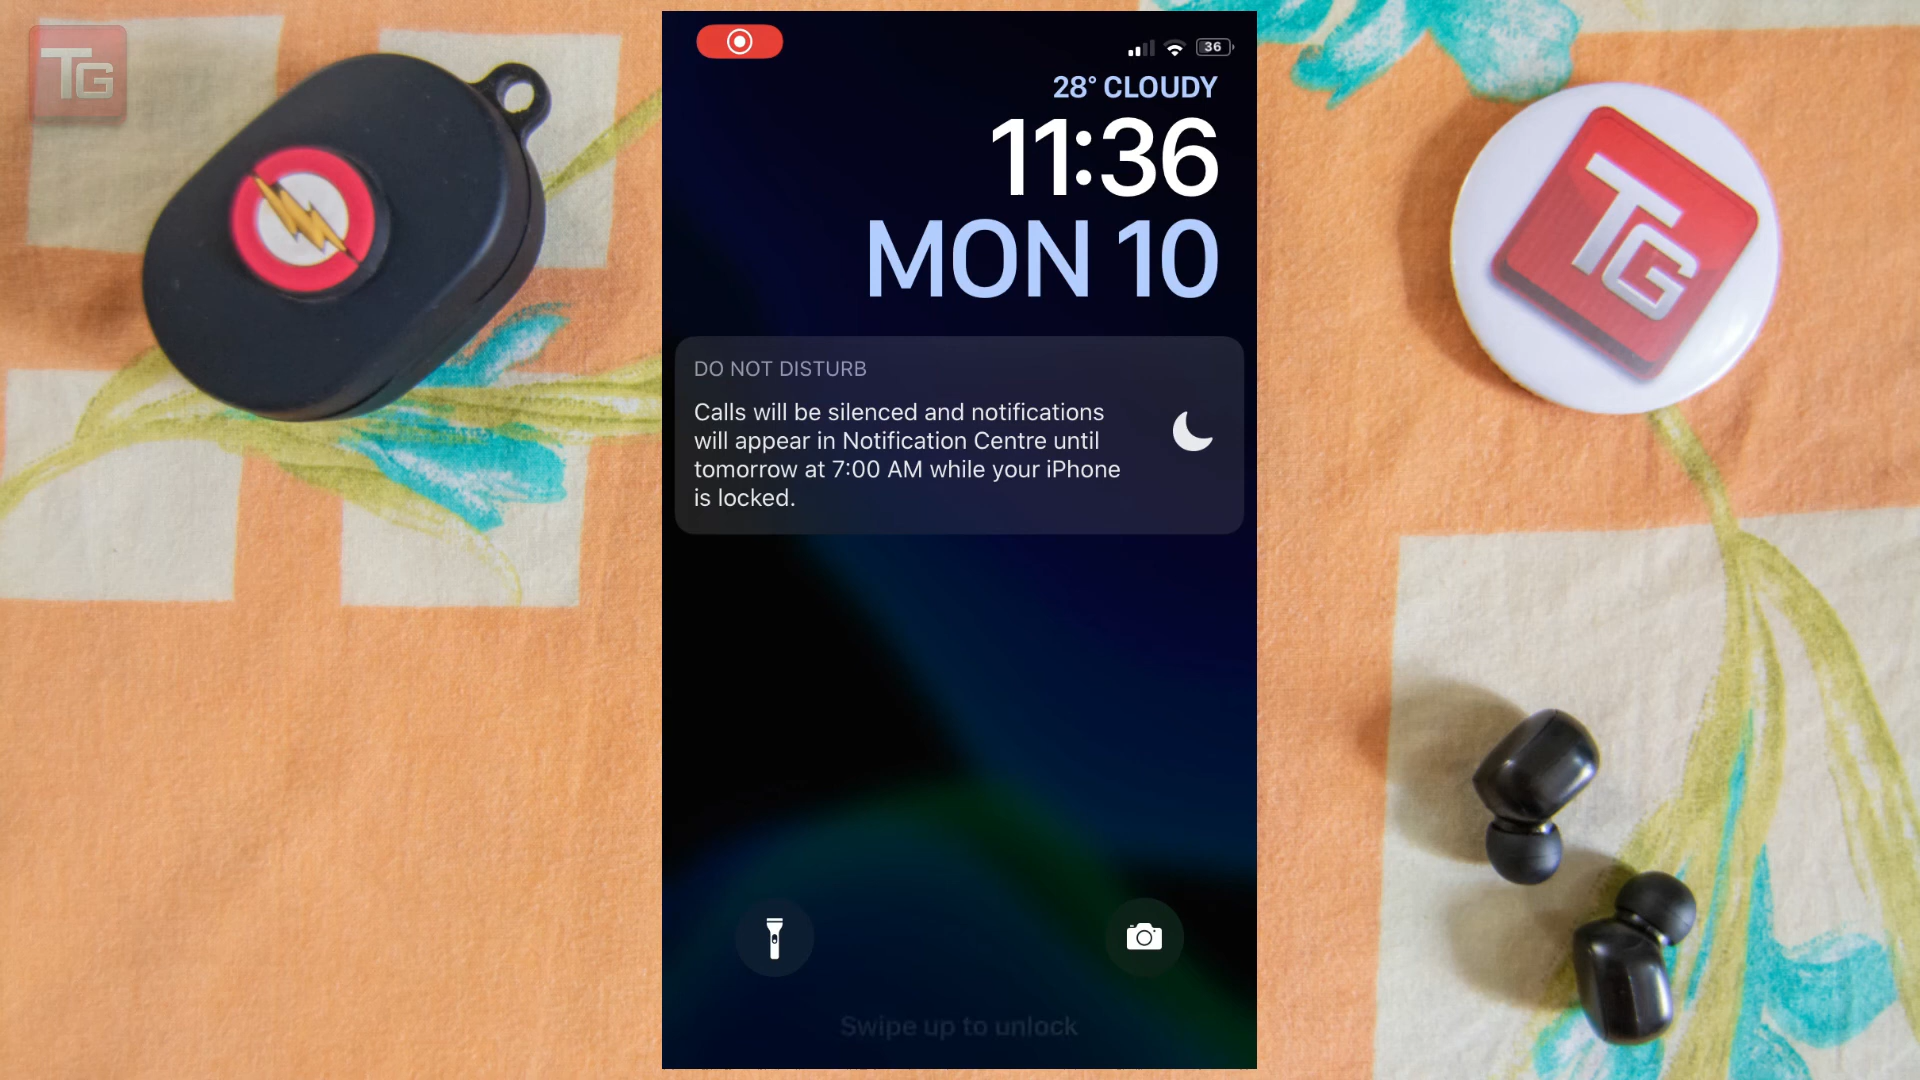 TG
36
28° CLOUDY
11:36
MON 10
DO NOT DISTURB
Calls will be silenced and notifications
will appear in Notification Centre until
tomorrow at 7:00 AM while your iPhone
is locked.
Swipe up to unlock
TG